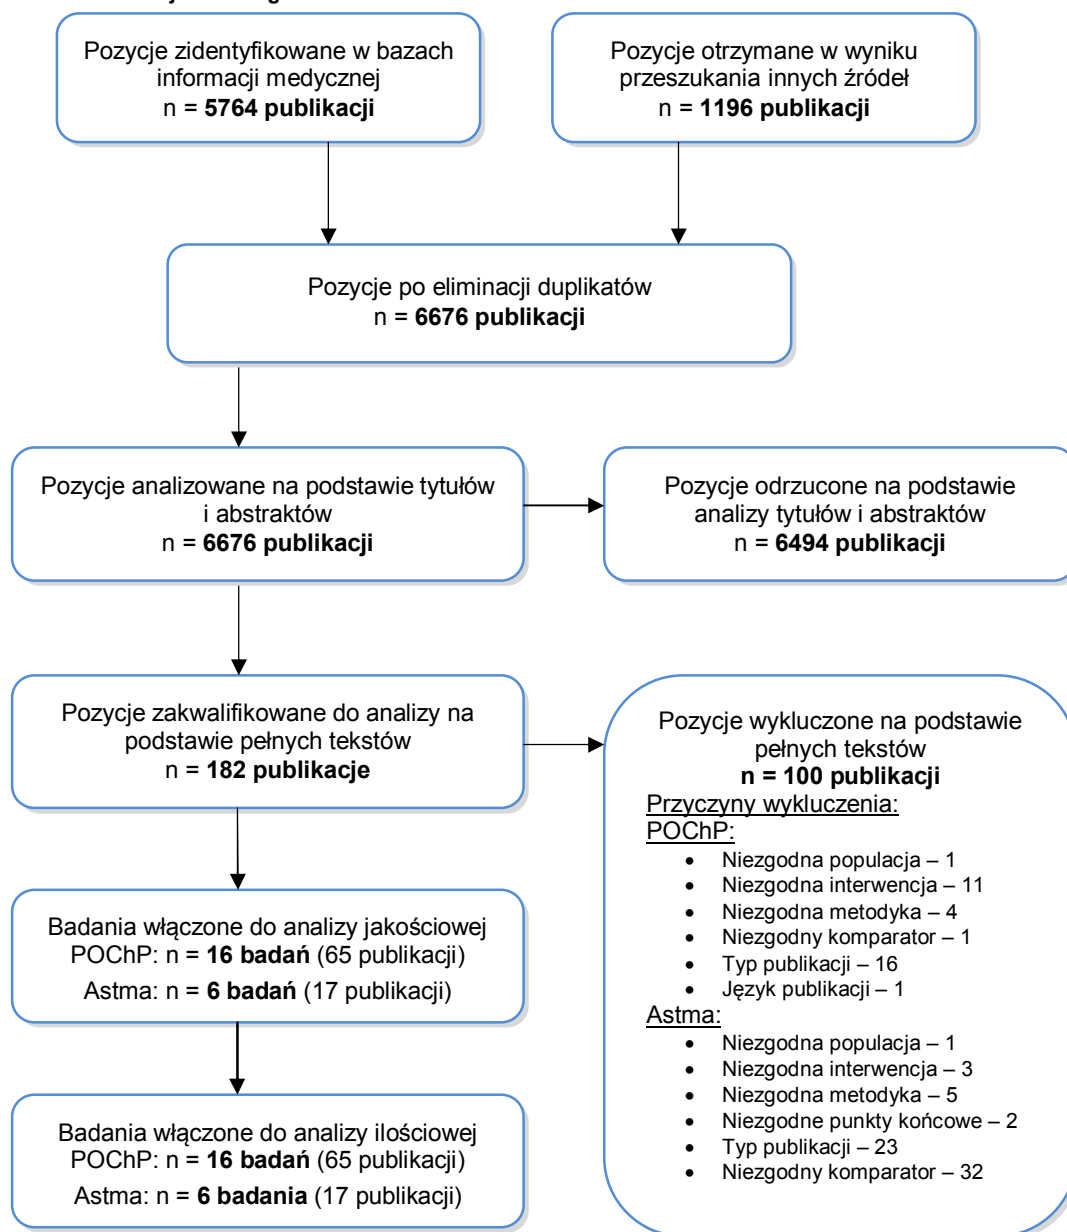 Pozycje zidentyfikowane w bazach
informacji medycznej
n = 5764 publikacji
Pozycje otrzymane w wyniku
przeszukania innych źródeł
n = 1196 publikacji
Pozycje po eliminacji duplikatów
n = 6676 publikacji
Pozycje analizowane na podstawie tytułów
i abstraktów
n = 6676 publikacji
Pozycje odrzucone na podstawie
analizy tytułów i abstraktów
n = 6494 publikacji
Pozycje zakwalifikowane do analizy na
podstawie pełnych tekstów
n = 182 publikacje
Pozycje wykluczone na podstawie
pełnych tekstów
n = 100 publikacji
Przyczyny wykluczenia:
POChP:
• Niezgodna populacja – 1
• Niezgodna interwencja – 11
• Niezgodna metodyka – 4
• Niezgodny komparator – 1
• Typ publikacji – 16
• Język publikacji – 1
Astma:
• Niezgodna populacja – 1
• Niezgodna interwencja – 3
• Niezgodna metodyka – 5
• Niezgodne punkty końcowe – 2
• Typ publikacji – 23
• Niezgodny komparator – 32
Badania włączone do analizy jakościowej
POChP: n = 16 badań (65 publikacji)
Astma: n = 6 badań (17 publikacji)
Badania włączone do analizy ilościowej
POChP: n = 16 badań (65 publikacji)
Astma: n = 6 badania (17 publikacji)